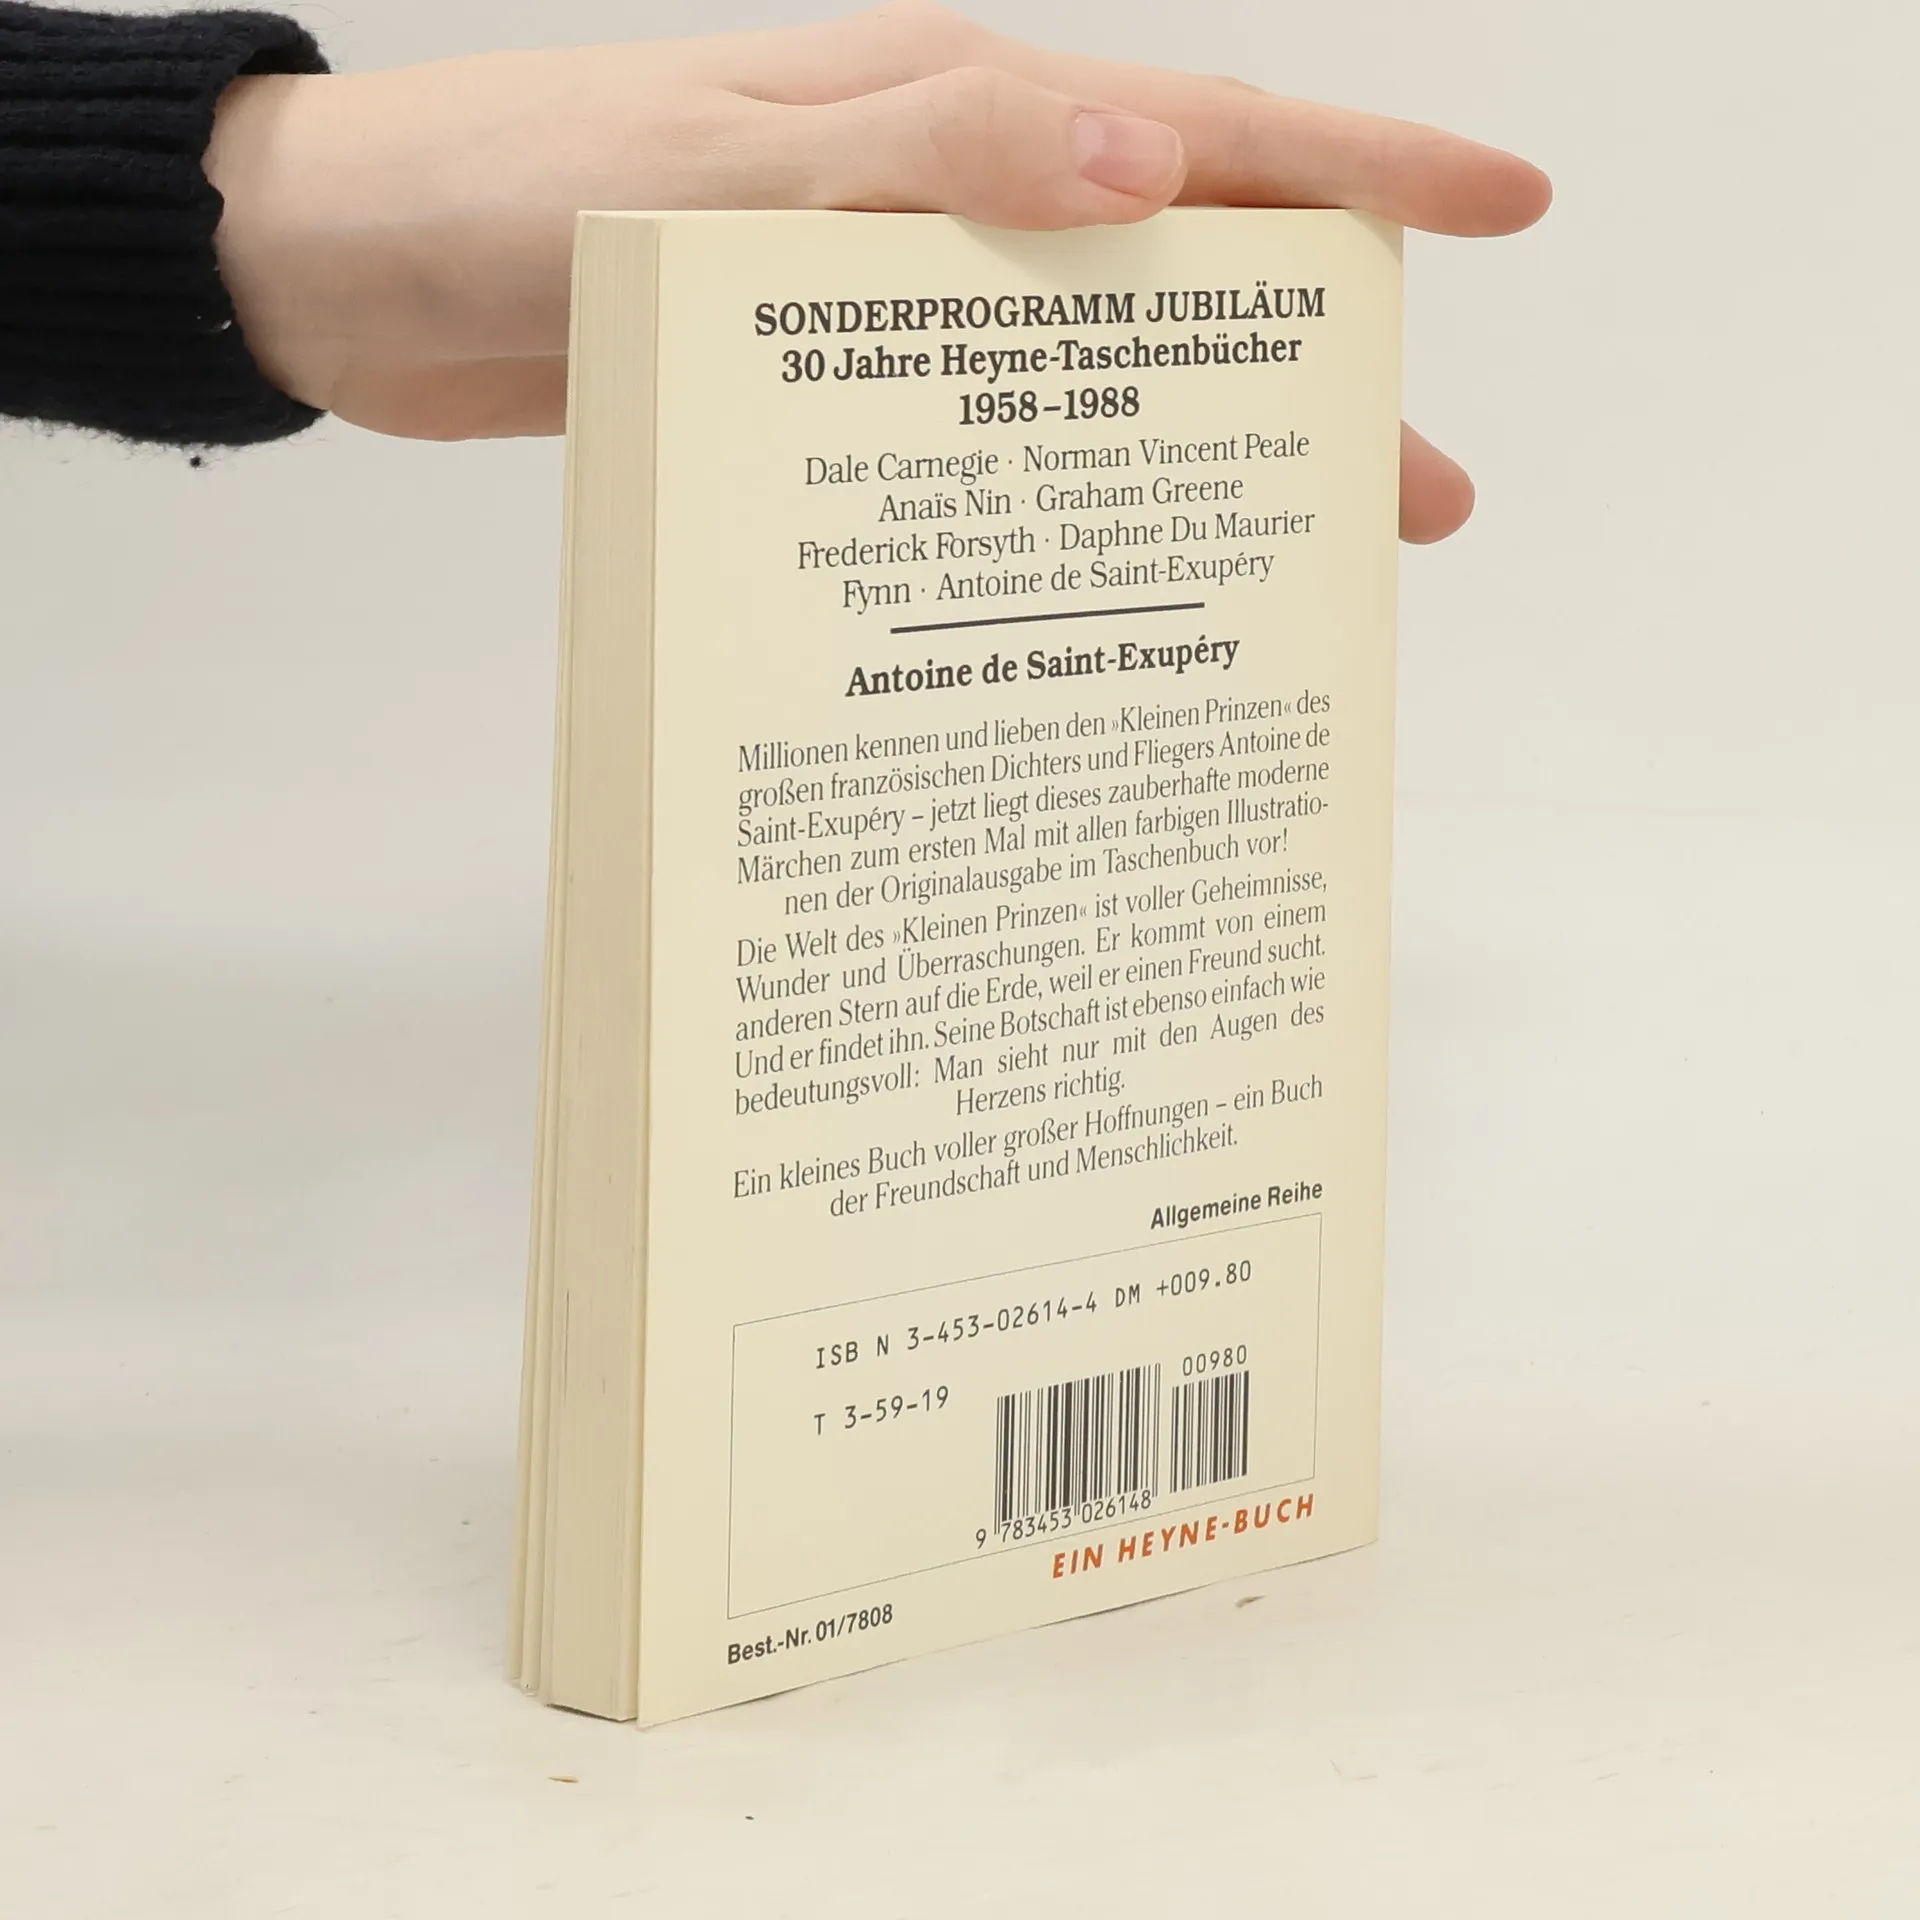 SONDERPROGRAMM JUBILÄUM
30 Jahre Heyne-Taschenbücher
1958–1988
Dale Carnegie · Norman Vincent Peale
Anaïs Nin · Graham Greene
Frederick Forsyth · Daphne Du Maurier
Fynn · Antoine de Saint-Exupéry
Antoine de Saint-Exupéry
Millionen kennen und lieben den »Kleinen Prinzen« des
großen französischen Dichters und Fliegers Antoine de
Saint-Exupéry – jetzt liegt dieses zauberhafte moderne
Märchen zum ersten Mal mit allen farbigen Illustratio-
nen der Originalausgabe im Taschenbuch vor!
Die Welt des »Kleinen Prinzen« ist voller Geheimnisse,
Wunder und Überraschungen. Er kommt von einem
anderen Stern auf die Erde, weil er einen Freund sucht.
Und er findet ihn. Seine Botschaft ist ebenso einfach wie
bedeutungsvoll: Man sieht nur mit den Augen des
Herzens richtig.
Ein kleines Buch voller großer Hoffnungen – ein Buch
der Freundschaft und Menschlichkeit.
Allgemeine Reihe
ISB N 3-453-02614-4 DM +009.80
00980
T 3-59-19
9 783453 026148
EIN HEYNE-BUCH
Best.-Nr. 01/7808